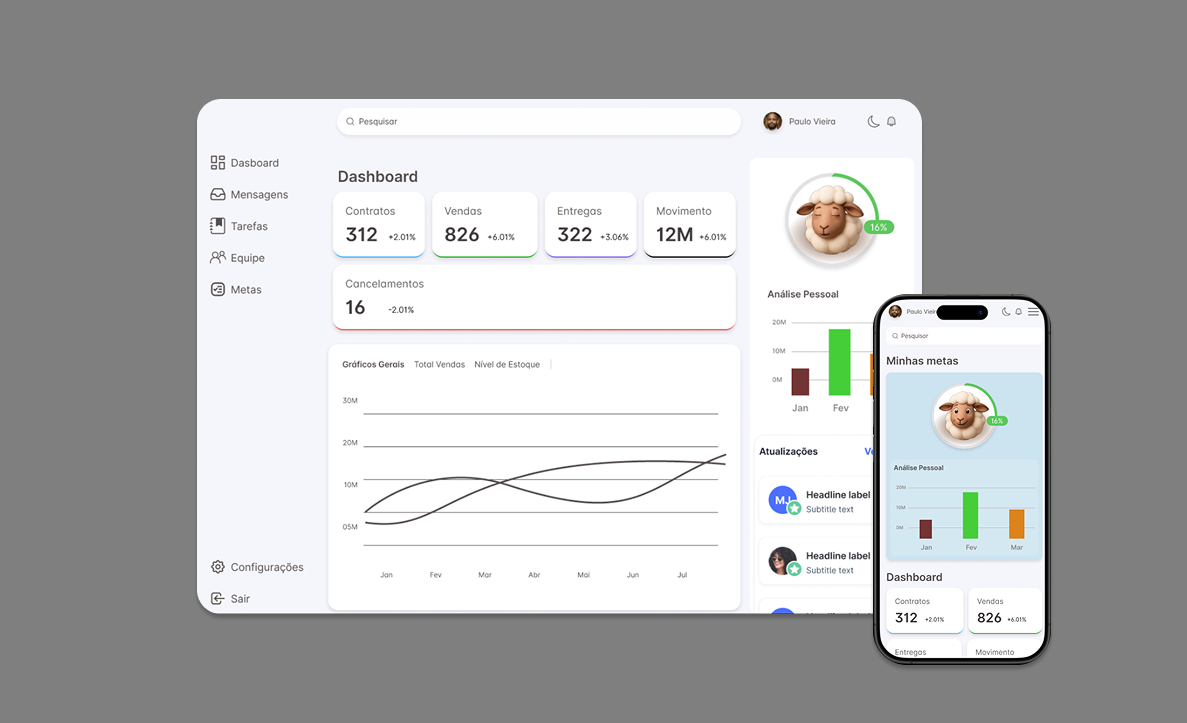 Pesquisar
Paulo Vieira
Dasboard
Mensagens
Tarefas
Equipe
Metas
Configurações
Sair
Dashboard
Contratos
312 +2.01%
Vendas
826 +6.01%
Entregas
322 +3.06%
Movimento
12M +6.01%
Cancelamentos
16 -2.01%
Gráficos Gerais Total Vendas Nível de Estoque
30M
20M
10M
05M
Jan Fev Mar Abr Mai Jun Jul
16%
Análise Pessoal
20M
10M
0M
Jan Fev
Atualizações
MJ
Headline label
Subtitle text
Headline label
Subtitle text
Paulo
Pesquisar
Minhas metas
16%
Análise Pessoal
20M
10M
0M
Jan Fev Mar
Dashboard
Contratos
312 +2.01%
Vendas
826 +6.01%
Entregas
Movimento